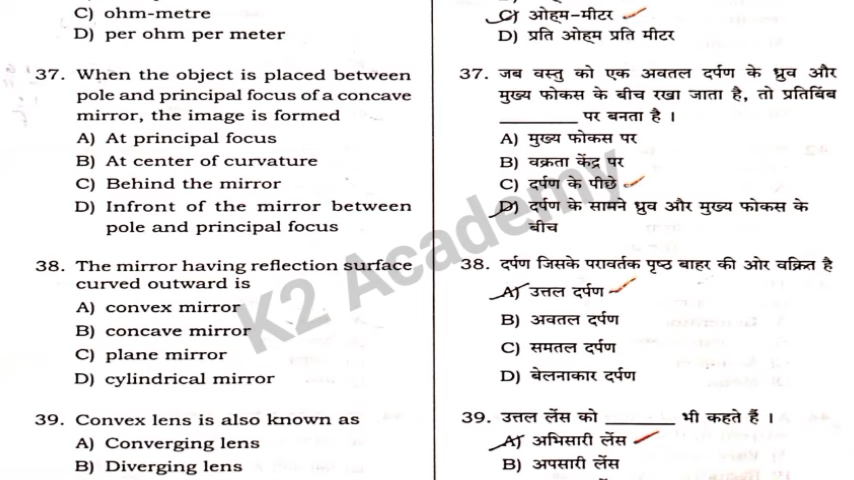 C) ohm-metre
D) per ohm per meter
37. When the object is placed between
pole and principal focus of a concave
mirror, the image is formed
A) At principal focus
B) At center of curvature
C) Behind the mirror
D) Infront of the mirror between
pole and principal focus
38. The mirror having reflection surface
curved outward is
A) convex mirror
B) concave mirror
C) plane mirror
D) cylindrical mirror
39. Convex lens is also known as
A) Converging lens
B) Diverging lens
C) ओहम-मीटर
D) प्रति ओहम प्रति मीटर
37. जब वस्तु को एक अवतल दर्पण के ध्रुव और
मुख्य फोकस के बीच रखा जाता है, तो प्रतिबिंब
________ पर बनता है ।
A) मुख्य फोकस पर
B) वक्रता केंद्र पर
C) दर्पण के पीछे
D) दर्पण के सामने ध्रुव और मुख्य फोकस के
बीच
38. दर्पण जिसके परावर्तक पृष्ठ बाहर की ओर वक्रित है
A) उत्तल दर्पण
B) अवतल दर्पण
C) समतल दर्पण
D) बेलनाकार दर्पण
39. उत्तल लेंस को _______ भी कहते हैं ।
A) अभिसारी लेंस
B) अपसारी लेंस
K2 Academy